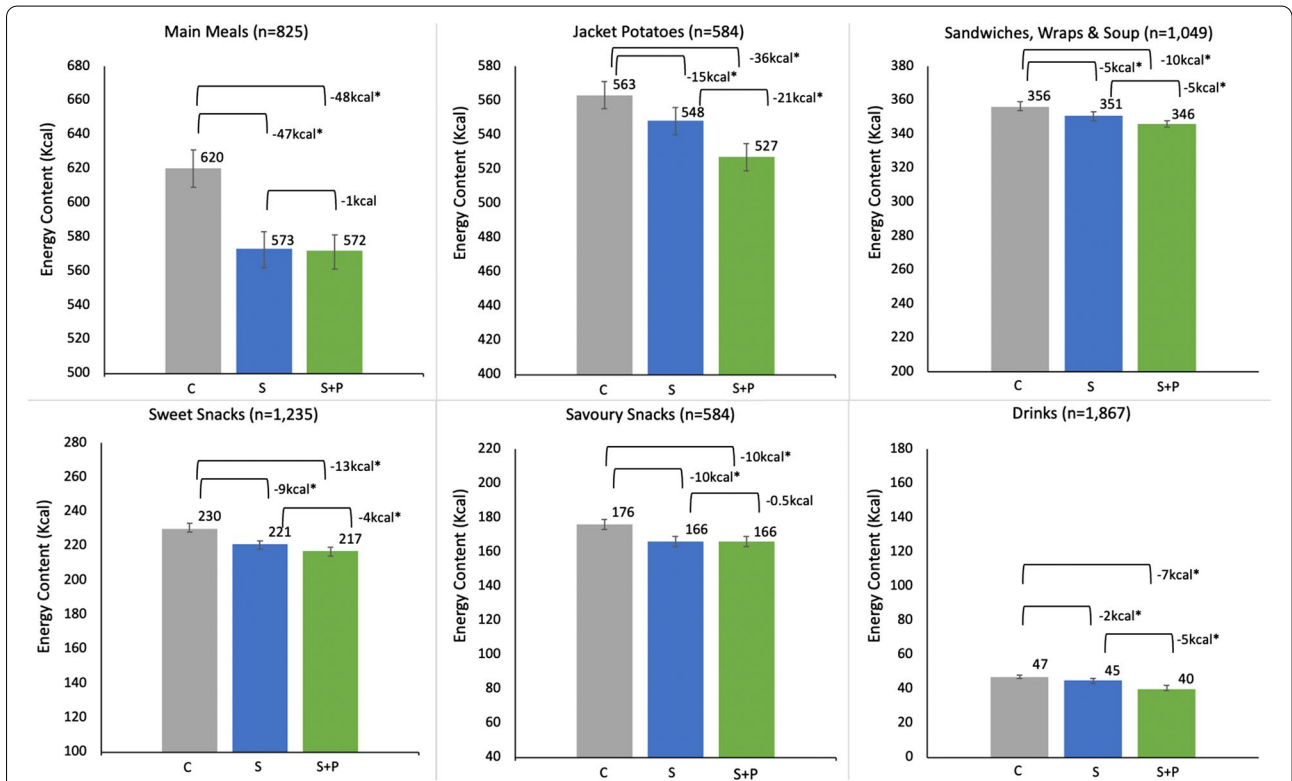 Main Meals (n=825)
Energy Content (Kcal)
680
660
640
620
600
580
560
540
520
500
-48kcal*
-47kcal*
-1kcal
620
573
572
C
S
S+P
Jacket Potatoes (n=584)
Energy Content (Kcal)
580
560
540
520
500
480
460
440
420
400
-36kcal*
-15kcal*
-21kcal*
563
548
527
C
S
S+P
Sandwiches, Wraps & Soup (n=1,049)
Energy Content (Kcal)
380
360
340
320
300
280
260
240
220
200
-10kcal*
-5kcal*
-5kcal*
356
351
346
C
S
S+P
Sweet Snacks (n=1,235)
Energy Content (Kcal)
280
260
240
220
200
180
160
140
120
100
-13kcal*
-9kcal*
-4kcal*
230
221
217
C
S
S+P
Savoury Snacks (n=584)
Energy Content (Kcal)
220
200
180
160
140
120
100
80
60
40
-10kcal*
-10kcal*
-0.5kcal
176
166
166
C
S
S+P
Drinks (n=1,867)
Energy Content (Kcal)
180
160
140
120
100
80
60
40
20
0
-7kcal*
-2kcal*
-5kcal*
47
45
40
C
S
S+P